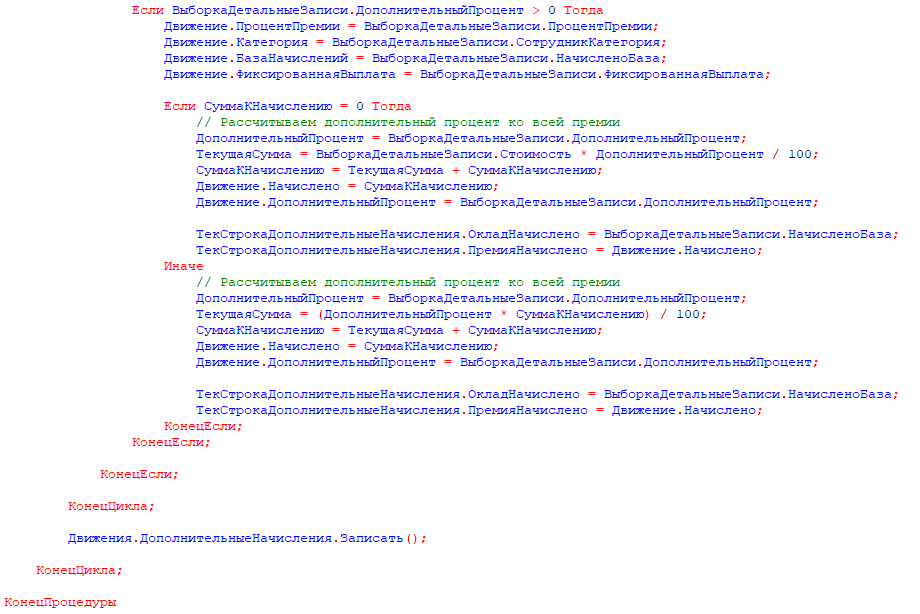 Если ВыборкаДетальныеЗаписи.ДополнительныйПроцент > 0 Тогда
Движение.ПроцентПремии = ВыборкаДетальныеЗаписи.ПроцентПремии;
Движение.Категория = ВыборкаДетальныеЗаписи.СотрудникКатегория;
Движение.БазаНачислений = ВыборкаДетальныеЗаписи.НачисленоБаза;
Движение.ФиксированнаяВыплата = ВыборкаДетальныеЗаписи.ФиксированнаяВыплата;
Если СуммаКНачислению = 0 Тогда
// Рассчитываем дополнительный процент ко всей премии
ДополнительныйПроцент = ВыборкаДетальныеЗаписи.ДополнительныйПроцент;
ТекущаяСумма = ВыборкаДетальныеЗаписи.Стоимость * ДополнительныйПроцент / 100;
СуммаКНачислению = ТекущаяСумма + СуммаКНачислению;
Движение.Начислено = СуммаКНачислению;
Движение.ДополнительныйПроцент = ВыборкаДетальныеЗаписи.ДополнительныйПроцент;
ТекСтрокаДополнительныеНачисления.ОкладНачислено = ВыборкаДетальныеЗаписи.НачисленоБаза;
ТекСтрокаДополнительныеНачисления.ПремияНачислено = Движение.Начислено;
Иначе
// Рассчитываем дополнительный процент ко всей премии
ДополнительныйПроцент = ВыборкаДетальныеЗаписи.ДополнительныйПроцент;
ТекущаяСумма = (ДополнительныйПроцент * СуммаКНачислению) / 100;
СуммаКНачислению = ТекущаяСумма + СуммаКНачислению;
Движение.Начислено = СуммаКНачислению;
Движение.ДополнительныйПроцент = ВыборкаДетальныеЗаписи.ДополнительныйПроцент;
ТекСтрокаДополнительныеНачисления.ОкладНачислено = ВыборкаДетальныеЗаписи.НачисленоБаза;
ТекСтрокаДополнительныеНачисления.ПремияНачислено = Движение.Начислено;
КонецЕсли;
КонецЕсли;
КонецЕсли;
КонецЦикла;
Движения.ДополнительныеНачисления.Записать();
КонецЦикла;
КонецПроцедуры